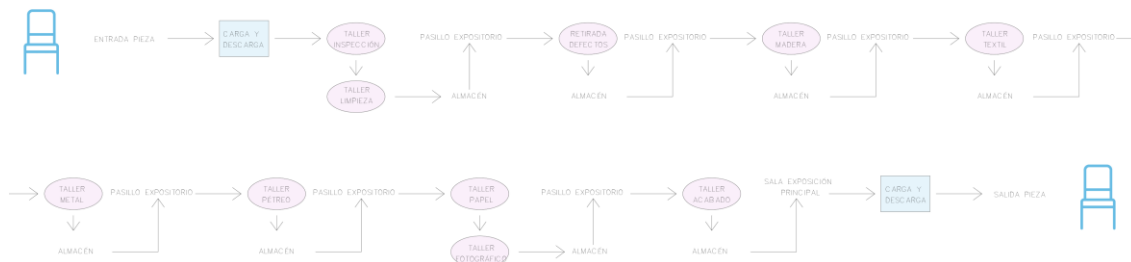 ENTRADA PIEZA
CARGA Y
DESCARGA
TALLER
INSPECCIÓN
PASILLO EXPOSITORIO
RETIRADA
DEFECTOS
PASILLO EXPOSITORIO
TALLER
MADERA
PASILLO EXPOSITORIO
TALLER
TEXTIL
PASILLO EXPOSITORIO
TALLER
LIMPIEZA
ALMACÉN
ALMACÉN
ALMACÉN
ALMACÉN
TALLER
METAL
PASILLO EXPOSITORIO
TALLER
PETREO
PASILLO EXPOSITORIO
TALLER
PAPEL
PASILLO EXPOSITORIO
TALLER
ACABADO
SALA EXPOSICIÓN
PRINCIPAL
CARGA Y
DESCARGA
SALIDA PIEZA
ALMACÉN
ALMACÉN
TALLER
FOTOGRÁFICO
ALMACÉN
ALMACÉN